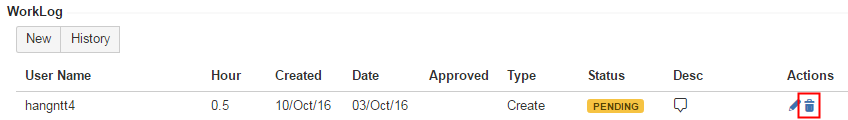 WorkLog
New History
User Name Hour Created Date Approved Type Status Desc Actions
hangntt4 0.5 10/Oct/16 03/Oct/16 Create PENDING